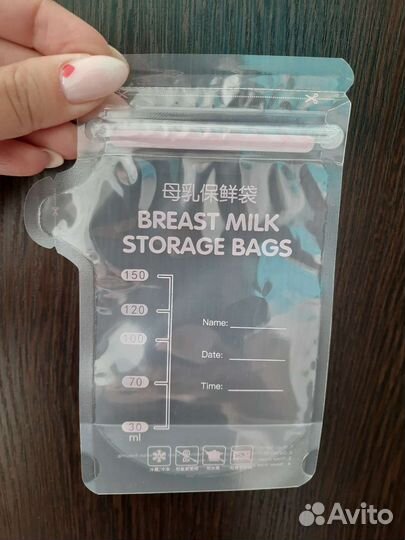 母乳保鲜袋
BREAST MILK
STORAGE BAGS
150
120
100
70
30
ml
Name:
Date:
Time:
Avito